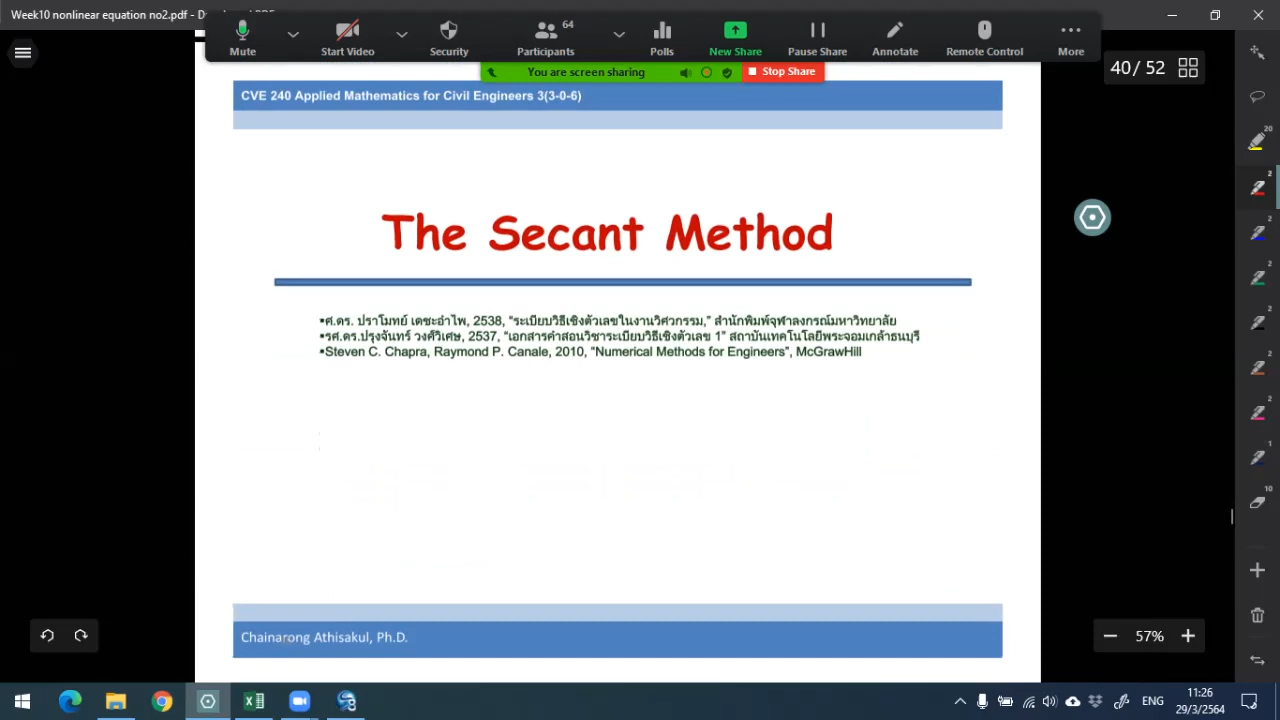 Week10 nonlinear equation no2.pdf -
64
Mute
Start Video
Security
Participants
Polls
New Share
Pause Share
Annotate
Remote Control
More
You are screen sharing
Stop Share
40/ 52
CVE 240 Applied Mathematics for Civil Engineers 3(3-0-6)
The Secant Method
▪ศ.ดร. ปราโมทย์ เดชะอำไพ, 2538, “ระเบียบวิธีเชิงตัวเลขในงานวิศวกรรม,” สำนักพิมพ์จุฬาลงกรณ์มหาวิทยาลัย
▪รศ.ดร.ปรุงจันทร์ วงศ์วิเศษ, 2537, “เอกสารคำสอนวิชาระเบียบวิธีเชิงตัวเลข 1” สถาบันเทคโนโลยีพระจอมเกล้าธนบุรี
▪Steven C. Chapra, Raymond P. Canale, 2010, “Numerical Methods for Engineers”, McGrawHill
20
2
2
2
2
2
2
1
10
Chainarong Athisakul, Ph.D.
57%
ENG
11:26
29/3/2564